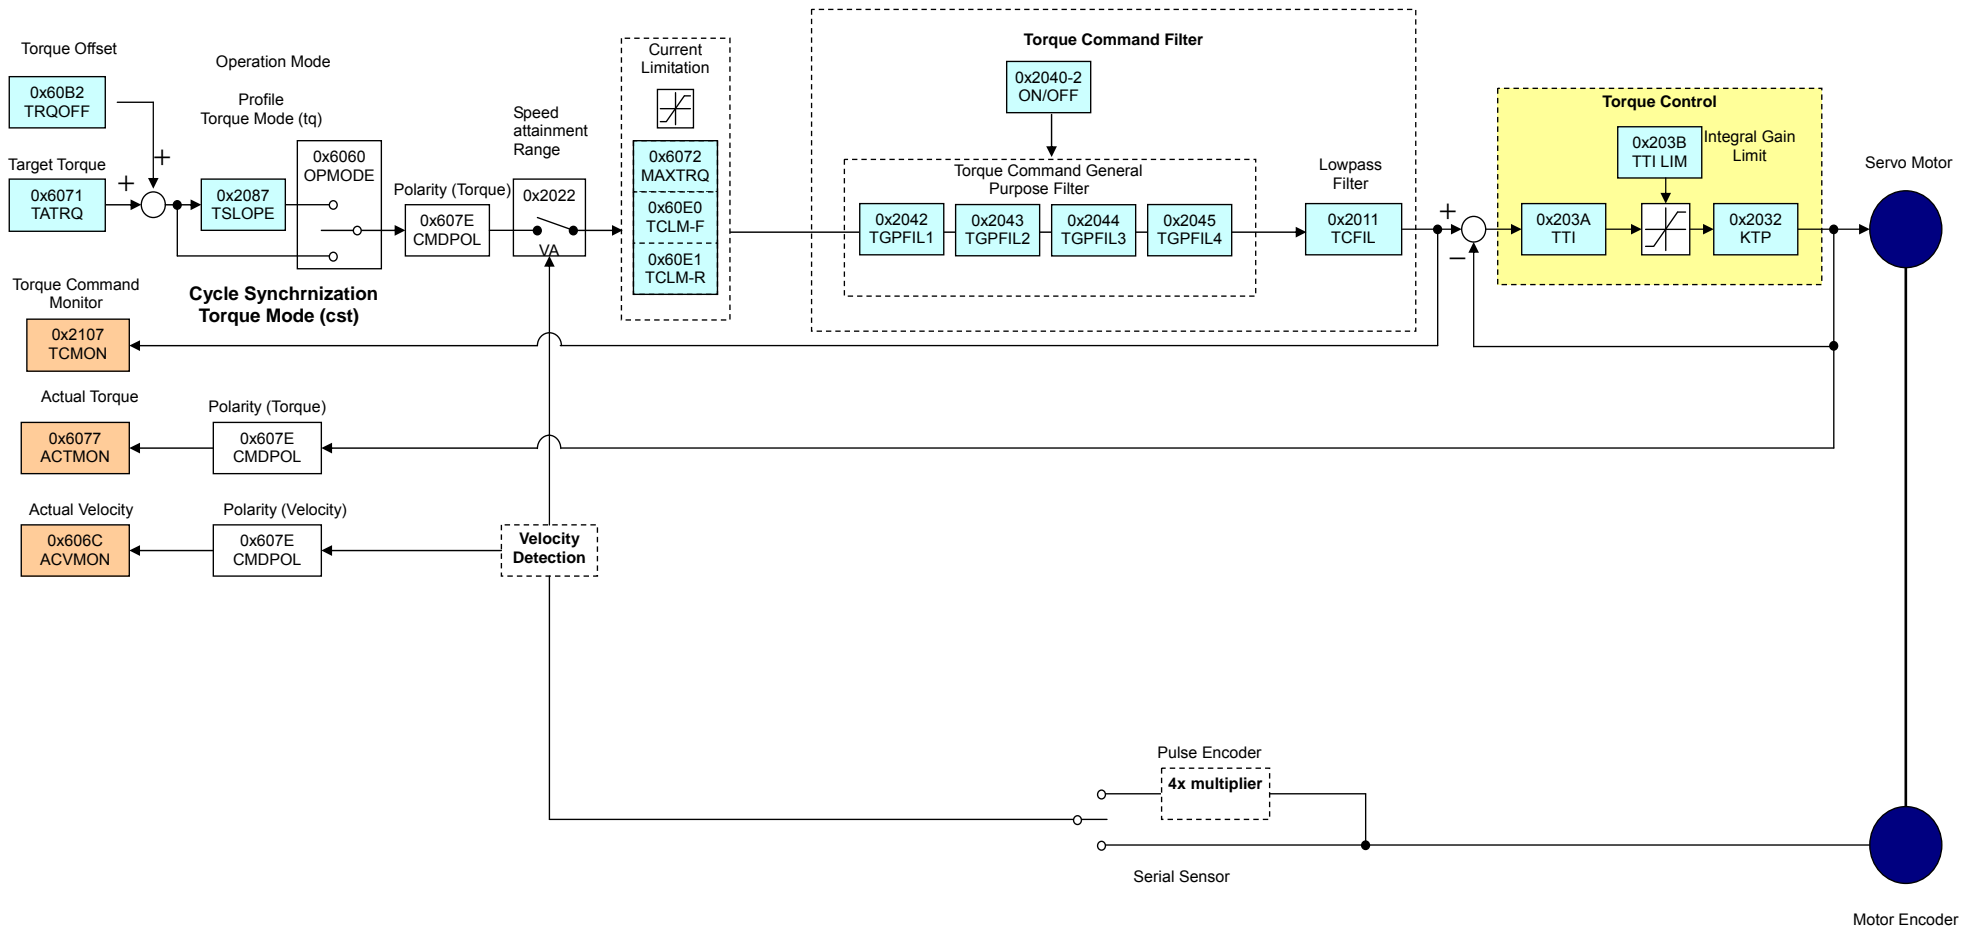 Torque Offset
0x60B2
TRQOFF
Target Torque
0x6071
TATRQ
+
+
Operation Mode
Profile
Torque Mode (tq)
0x2087
TSLOPE
0x6060
OPMODE
Cycle Synchrnization
Torque Mode (cst)
Polarity (Torque)
0x607E
CMDPOL
Speed
attainment
Range
0x2022
VA
Current
Limitation
0x6072
MAXTRQ
0x60E0
TCLM-F
0x60E1
TCLM-R
Torque Command Filter
0x2040-2
ON/OFF
Torque Command General
Purpose Filter
0x2042
TGPFIL1
0x2043
TGPFIL2
0x2044
TGPFIL3
0x2045
TGPFIL4
Lowpass
Filter
0x2011
TCFIL
+
−
Torque Control
0x203B
TTI LIM
Integral Gain
Limit
0x203A
TTI
0x2032
KTP
Servo Motor
Torque Command
Monitor
0x2107
TCMON
Actual Torque
0x6077
ACTMON
Polarity (Torque)
0x607E
CMDPOL
Actual Velocity
0x606C
ACVMON
Polarity (Velocity)
0x607E
CMDPOL
Velocity
Detection
Pulse Encoder
4x multiplier
Serial Sensor
Motor Encoder